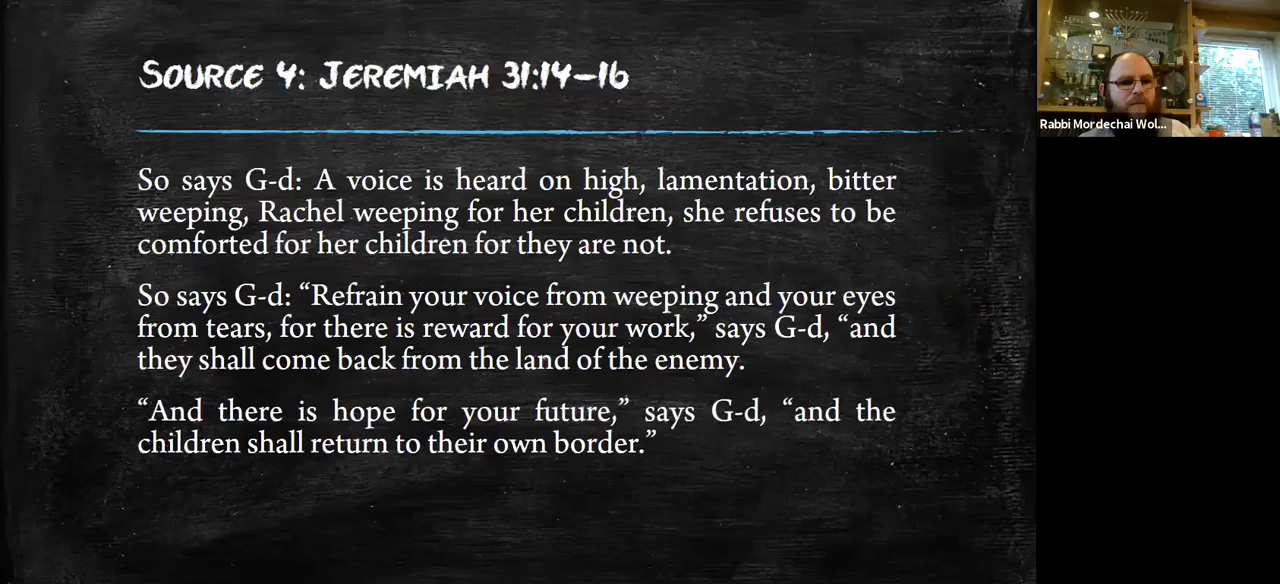 SOURCE 4: JEREMIAH 31:14–16
So says G-d: A voice is heard on high, lamentation, bitter
weeping, Rachel weeping for her children, she refuses to be
comforted for her children for they are not.
So says G-d: “Refrain your voice from weeping and your eyes
from tears, for there is reward for your work,” says G-d, “and
they shall come back from the land of the enemy.
“And there is hope for your future,” says G-d, “and the
children shall return to their own border.”
Rabbi Mordechai Wol...